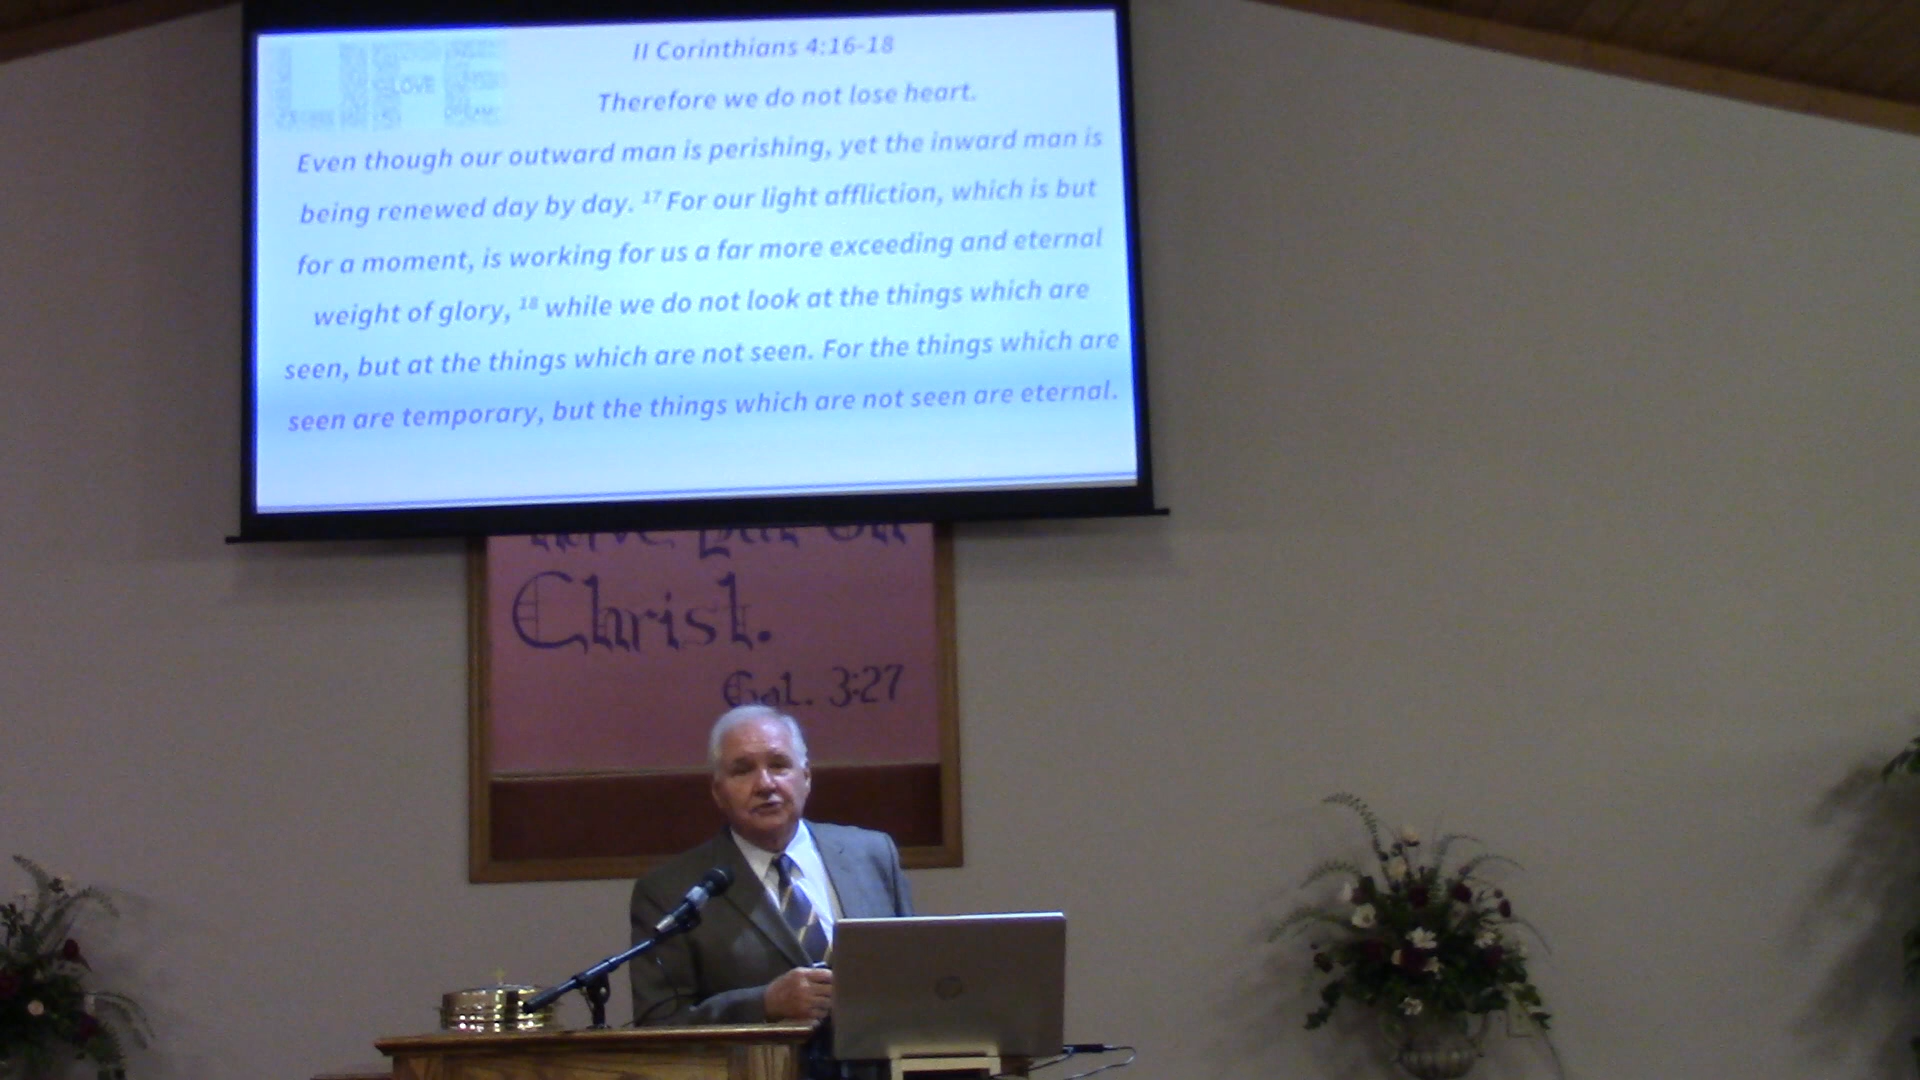 LOVE
II Corinthians 4:16-18
Therefore we do not lose heart.
Even though our outward man is perishing, yet the inward man is
being renewed day by day. 17 For our light affliction, which is but
for a moment, is working for us a far more exceeding and eternal
weight of glory, 18 while we do not look at the things which are
seen, but at the things which are not seen. For the things which are
seen are temporary, but the things which are not seen are eternal.
Christ.
Gal. 3:27